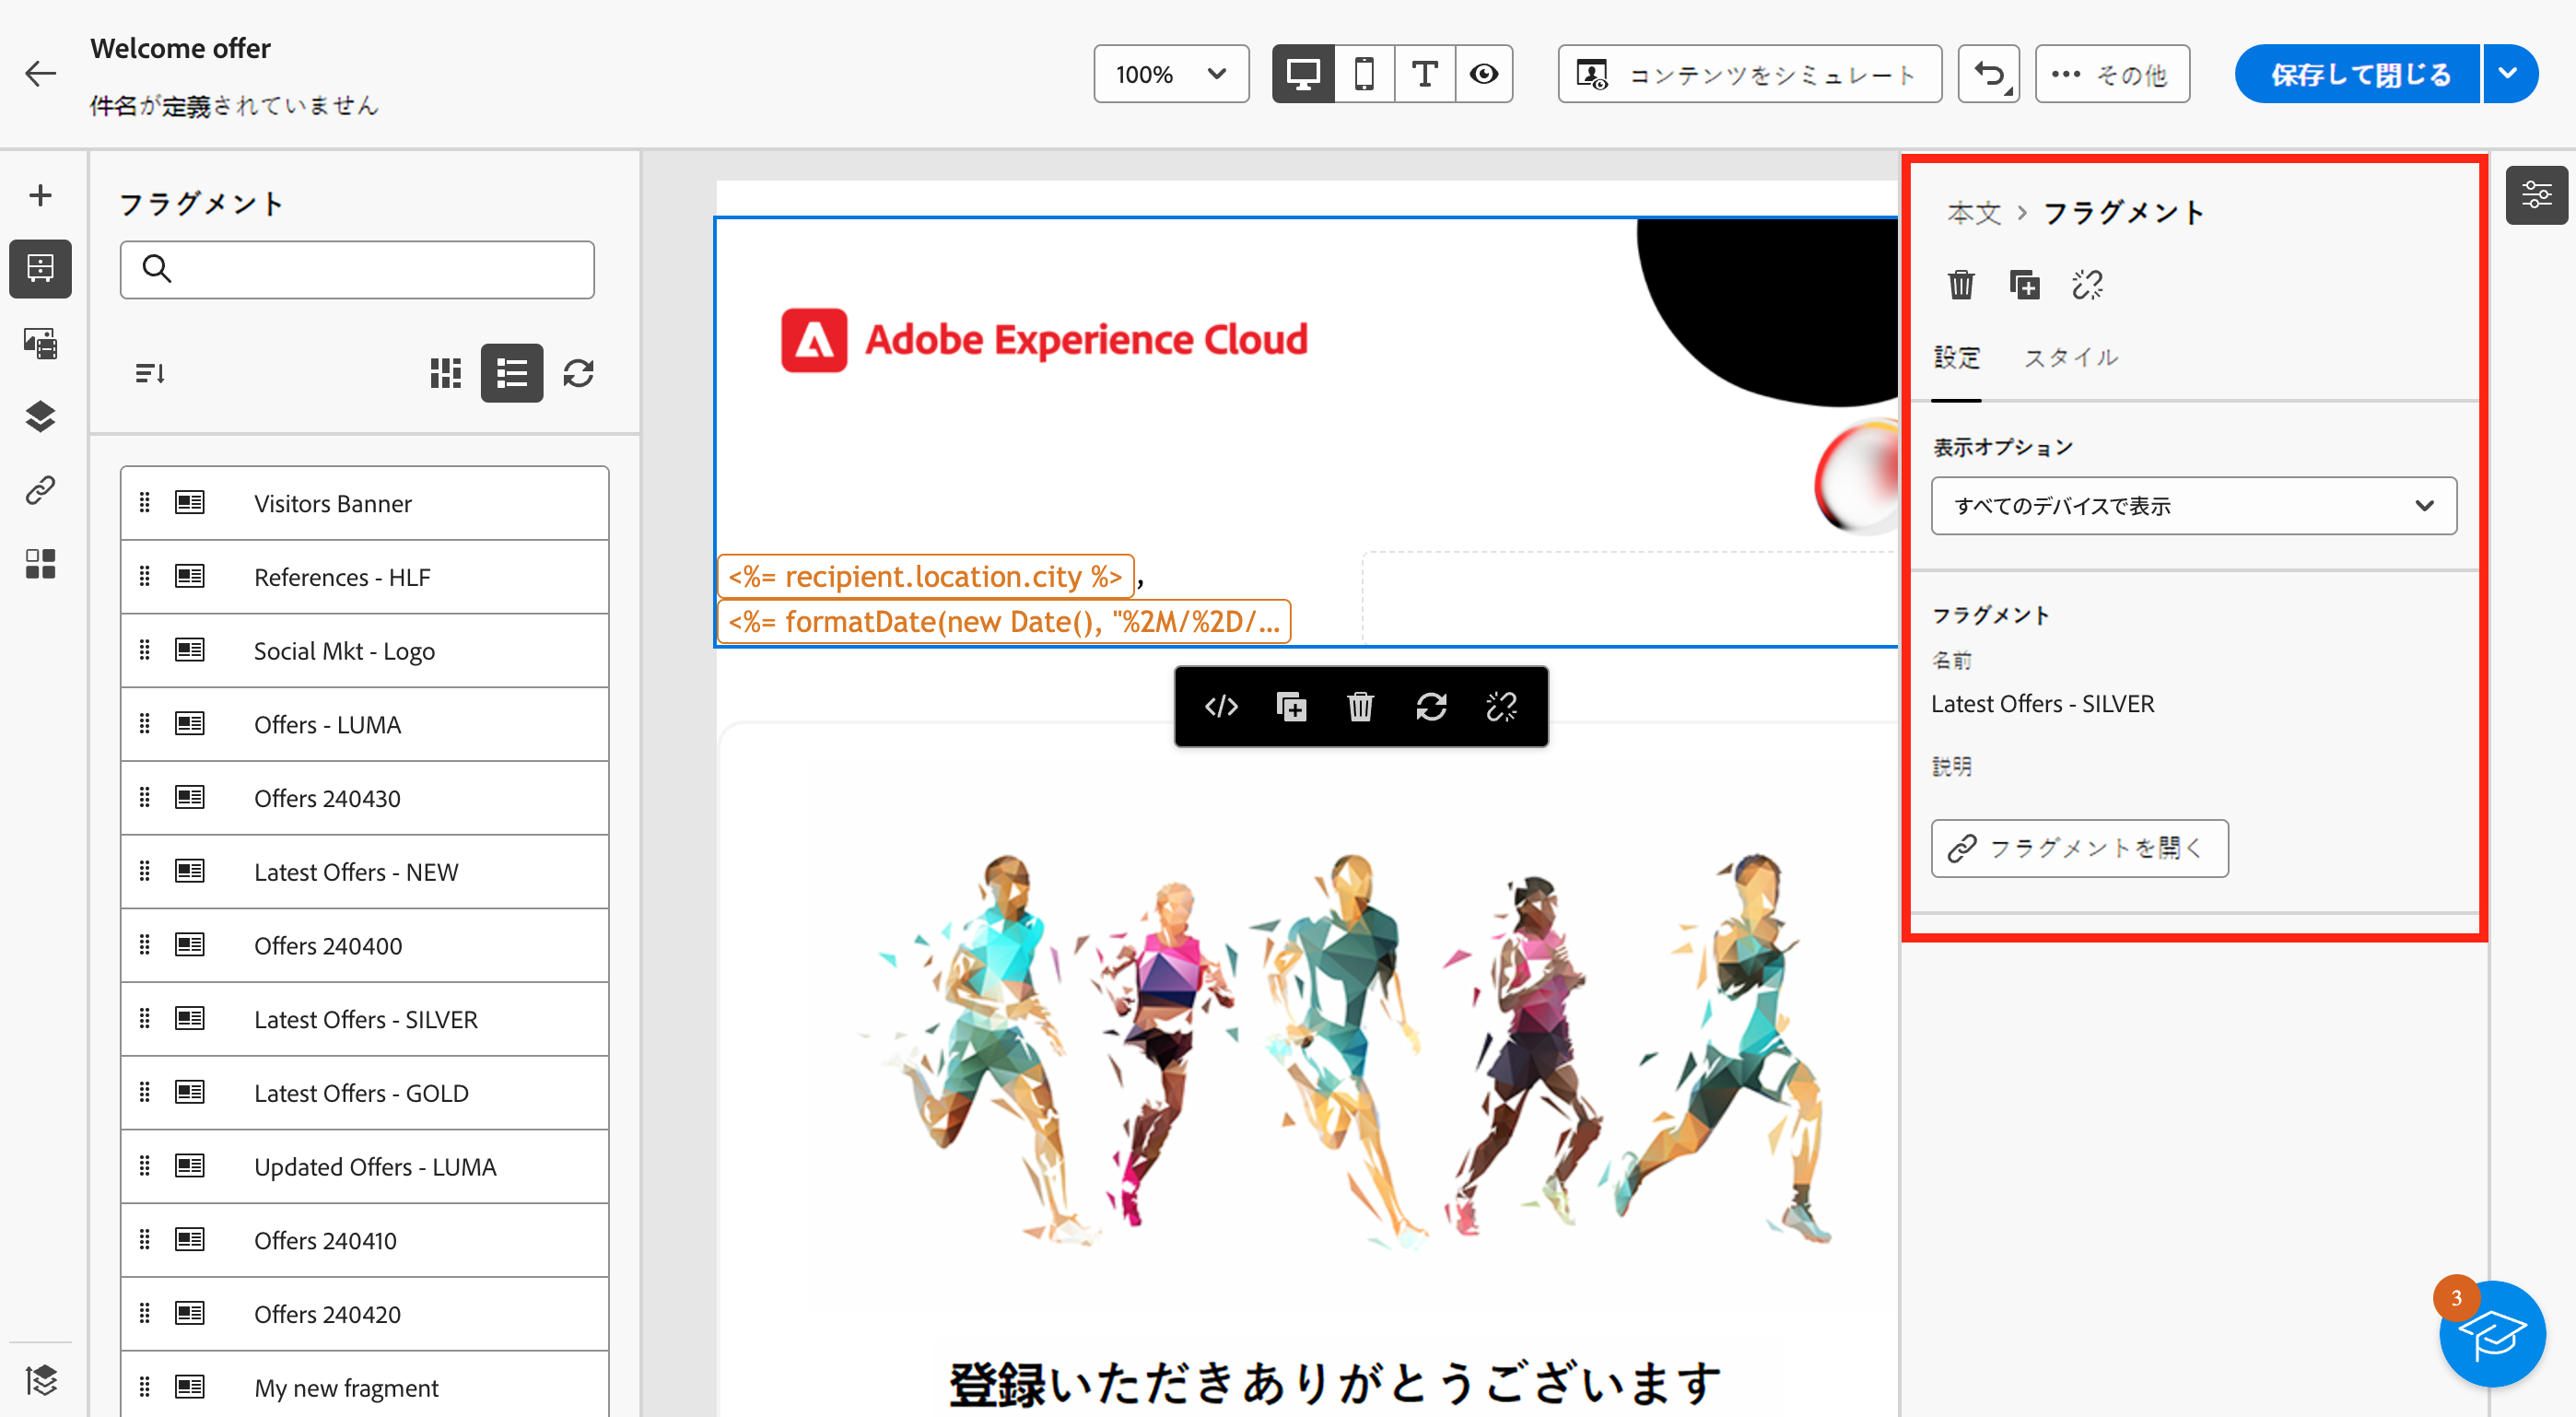 Welcome offer
件名が定義されていません
100%
コンテンツをシミュレート
その他
保存して閉じる
フラグメント
Visitors Banner
References - HLF
Social Mkt - Logo
Offers - LUMA
Offers 240430
Latest Offers - NEW
Offers 240400
Latest Offers - SILVER
Latest Offers - GOLD
Updated Offers - LUMA
Offers 240410
Offers 240420
My new fragment
Adobe Experience Cloud
<%= recipient.location.city %> ,
<%= formatDate(new Date(), "%2M/%2D/...
登録いただきありがとうございます
本文 > フラグメント
設定 スタイル
表示オプション
すべてのデバイスで表示
フラグメント
名前
Latest Offers - SILVER
説明
フラグメントを開く
3